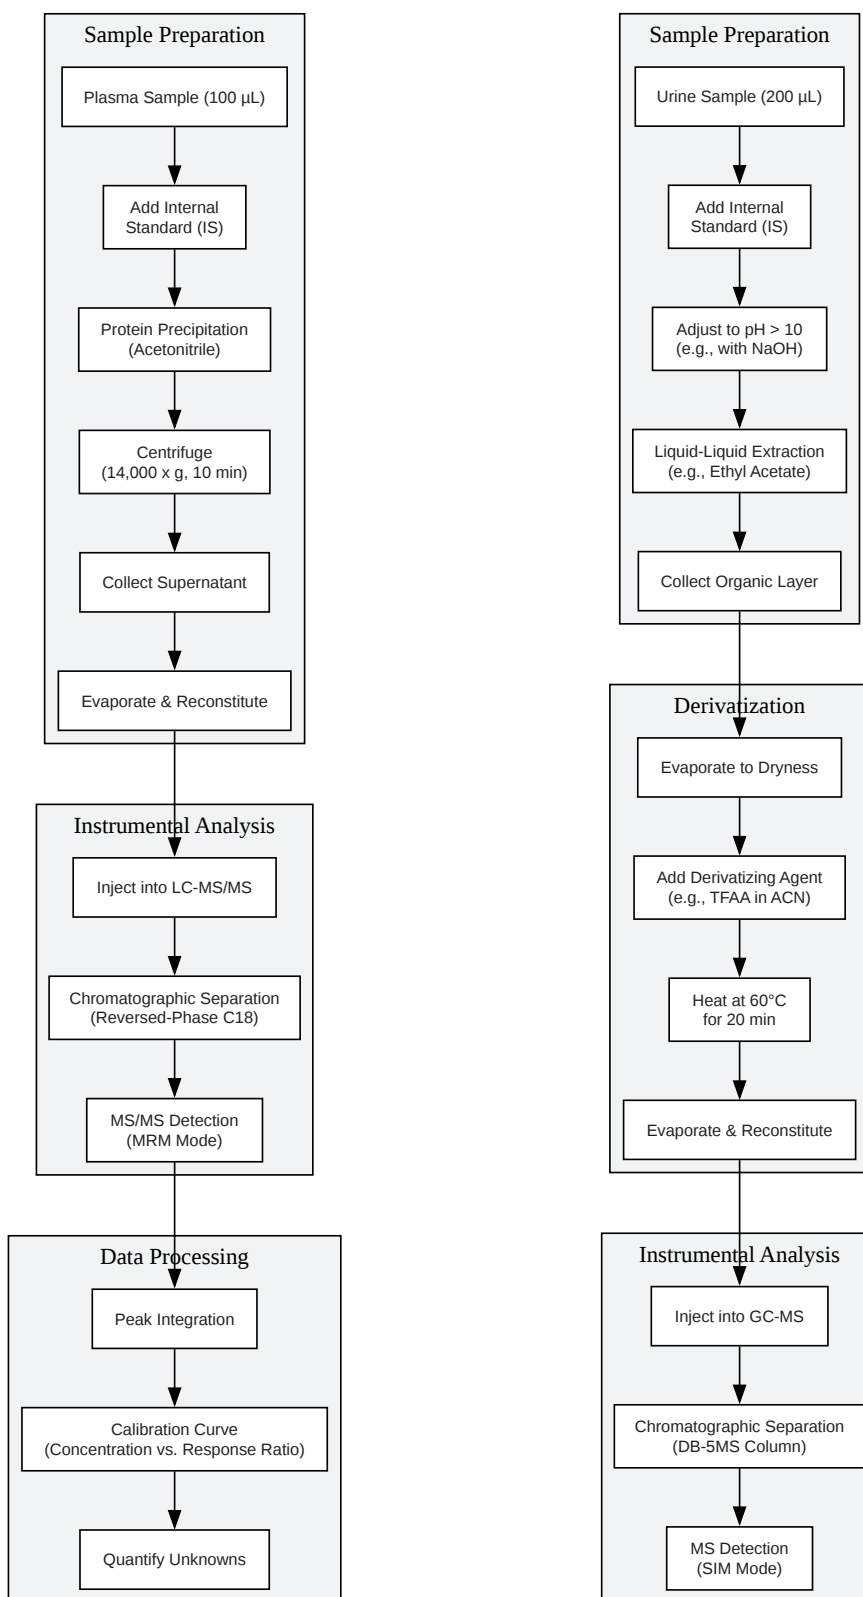 Sample Preparation
Plasma Sample (100 µL)
Add Internal
Standard (IS)
Protein Precipitation
(Acetonitrile)
Centrifuge
(14,000 x g, 10 min)
Collect Supernatant
Evaporate & Reconstitute
Instrumental Analysis
Inject into LC-MS/MS
Chromatographic Separation
(Reversed-Phase C18)
MS/MS Detection
(MRM Mode)
Data Processing
Peak Integration
Calibration Curve
(Concentration vs. Response Ratio)
Quantify Unknowns
Sample Preparation
Urine Sample (200 µL)
Add Internal
Standard (IS)
Adjust to pH > 10
(e.g., with NaOH)
Liquid-Liquid Extraction
(e.g., Ethyl Acetate)
Collect Organic Layer
Derivatization
Evaporate to Dryness
Add Derivatizing Agent
(e.g., TFAA in ACN)
Heat at 60°C
for 20 min
Evaporate & Reconstitute
Instrumental Analysis
Inject into GC-MS
Chromatographic Separation
(DB-5MS Column)
MS Detection
(SIM Mode)